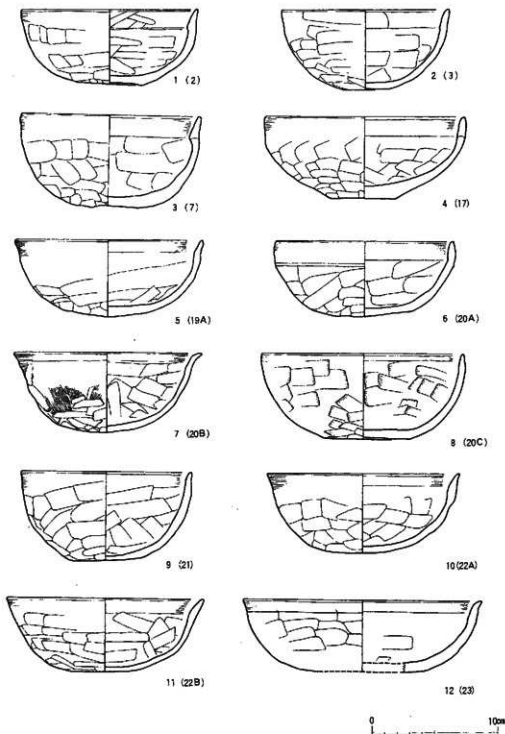 1 (2)
2 (3)
3 (7)
4 (17)
5 (19A)
6 (20A)
7 (20B)
8 (20C)
9 (21)
10(22A)
11 (22B)
12 (23)
0 10cm